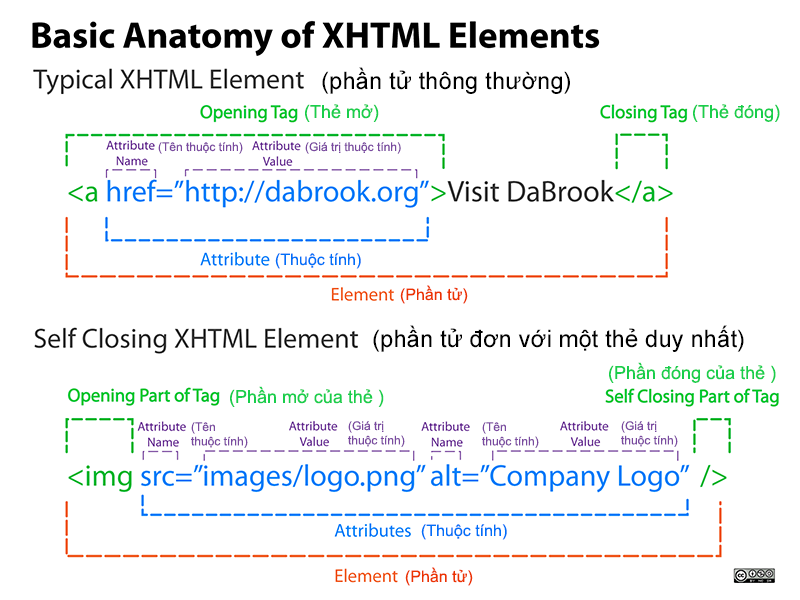 Basic Anatomy of XHTML Elements
Typical XHTML Element (phần tử thông thường)
Opening Tag (Thẻ mở) Closing Tag (Thẻ đóng)
Attribute (Tên thuộc tính) Attribute (Giá trị thuộc tính)
Name Value
<a href=”http://dabrook.org”>Visit DaBrook</a>
Attribute (Thuộc tính)
Element (Phần tử)
Self Closing XHTML Element (phần tử đơn với một thẻ duy nhất)
(Phần đóng của thẻ )
Opening Part of Tag (Phần mở của thẻ ) Self Closing Part of Tag
Attribute (Tên Attribute (Giá trị Attribute (Tên Attribute (Giá trị
Name thuộc tính) Value thuộc tính) Name thuộc tính) Value thuộc tính)
<img src=”images/logo.png” alt=”Company Logo” />
Attributes (Thuộc tính)
Element (Phần tử)